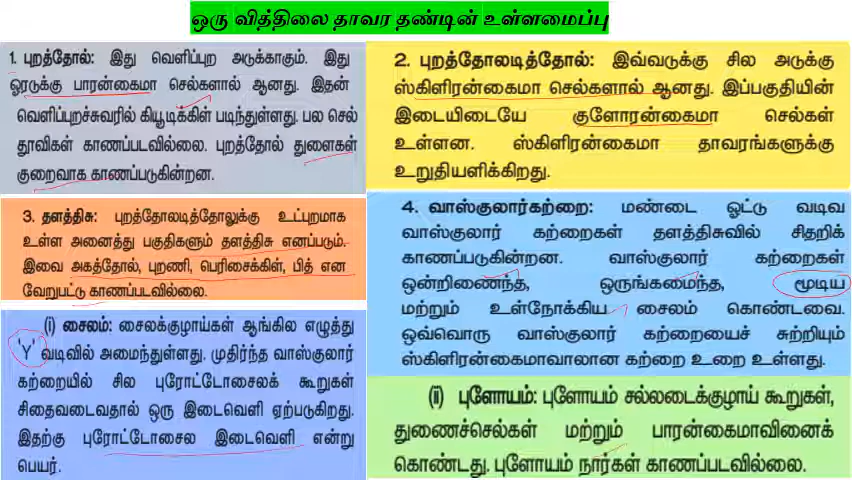 ஒரு வித்திலை தாவர தண்டின் உள்ளமைப்பு
1. புறத்தோல்: இது வெளிப்புற அடுக்காகும். இது
ஓரடுக்கு பாரன்கைமா செல்களால் ஆனது. இதன்
வெளிப்புறச்சுவரில் கியூடிக்கிள் படிந்துள்ளது. பல செல்
தூவிகள் காணப்படவில்லை. புறத்தோல் துளைகள்
குறைவாக காணப்படுகின்றன.
2. புறத்தோலடித்தோல்: இவ்வடுக்கு சில அடுக்கு
ஸ்கிளிரன்கைமா செல்களால் ஆனது. இப்பகுதியின்
இடையிடையே குளோரன்கைமா செல்கள்
உள்ளன. ஸ்கிளிரன்கைமா தாவரங்களுக்கு
உறுதியளிக்கிறது.
3. தளத்திசு: புறத்தோலடித்தோலுக்கு உட்புறமாக
உள்ள அனைத்து பகுதிகளும் தளத்திசு எனப்படும்.
இவை அகத்தோல், புறணி, பெரிசைக்கிள், பித் என
வேறுபட்டு காணப்படவில்லை.
4. வாஸ்குலார்கற்றை: மண்டை ஓட்டு வடிவ
வாஸ்குலார் கற்றைகள் தளத்திசுவில் சிதறிக்
காணப்படுகின்றன. வாஸ்குலார் கற்றைகள்
ஒன்றிணைந்த, ஒருங்கமைந்த, மூடிய
மற்றும் உள்நோக்கிய சைலம் கொண்டவை.
ஒவ்வொரு வாஸ்குலார் கற்றையைச் சுற்றியும்
ஸ்கிளிரன்கைமாவாலான கற்றை உறை உள்ளது.
(i) சைலம்: சைலக்குழாய்கள் ஆங்கில எழுத்து
'Y' வடிவில் அமைந்துள்ளது. முதிர்ந்த வாஸ்குலார்
கற்றையில் சில புரோட்டோசைலக் கூறுகள்
சிதைவடைவதால் ஒரு இடைவெளி ஏற்படுகிறது.
இதற்கு புரோட்டோசைல இடைவெளி என்று
பெயர்.
(ii) புளோயம்: புளோயம் சல்லடைக்குழாய் கூறுகள்,
துணைச்செல்கள் மற்றும் பாரன்கைமாவினைக்
கொண்டது. புளோயம் நார்கள் காணப்படவில்லை.